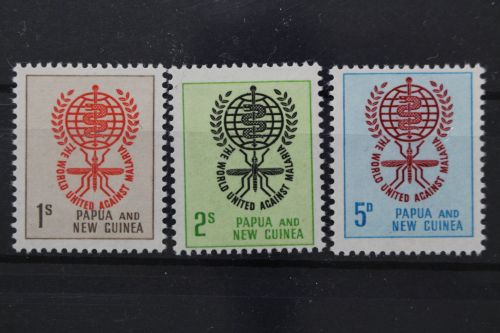 THE WORLD UNITED AGAINST MALARIA
1S
PAPUA AND
NEW GUINEA
THE WORLD UNITED AGAINST MALARIA
2S
PAPUA AND
NEW GUINEA
THE WORLD UNITED AGAINST MALARIA
5D
PAPUA AND
NEW GUINEA